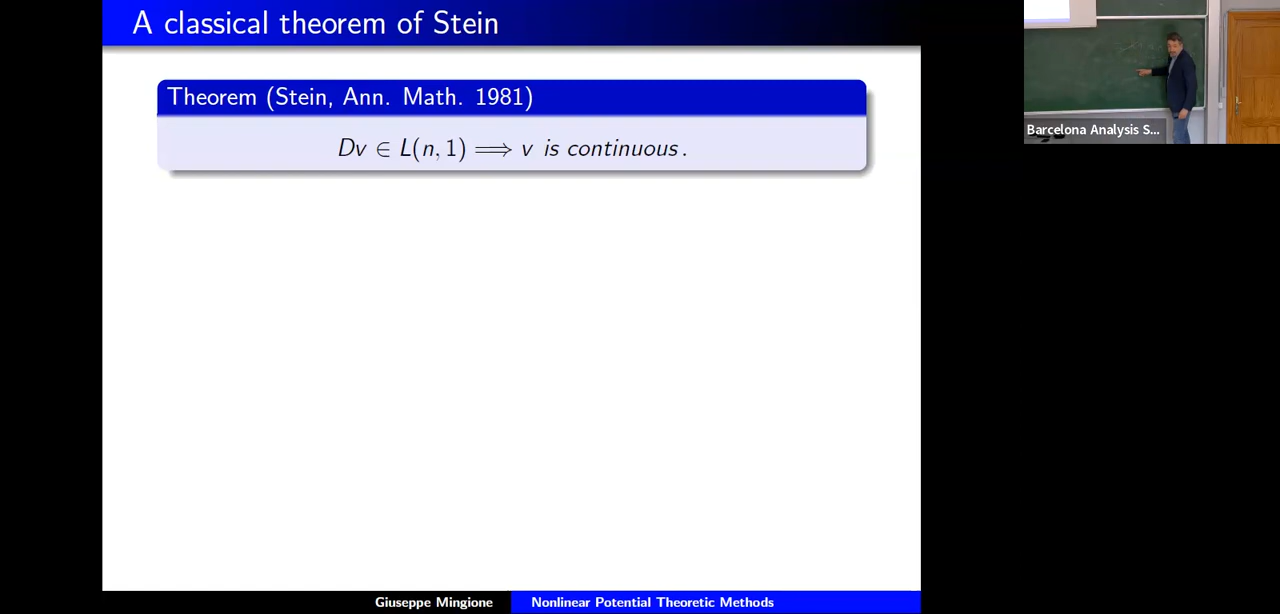 A classical theorem of Stein
Theorem (Stein, Ann. Math. 1981)
Dv ∈ L(n, 1) ⟹ v is continuous .
Giuseppe Mingione
Nonlinear Potential Theoretic Methods
Barcelona Analysis S...